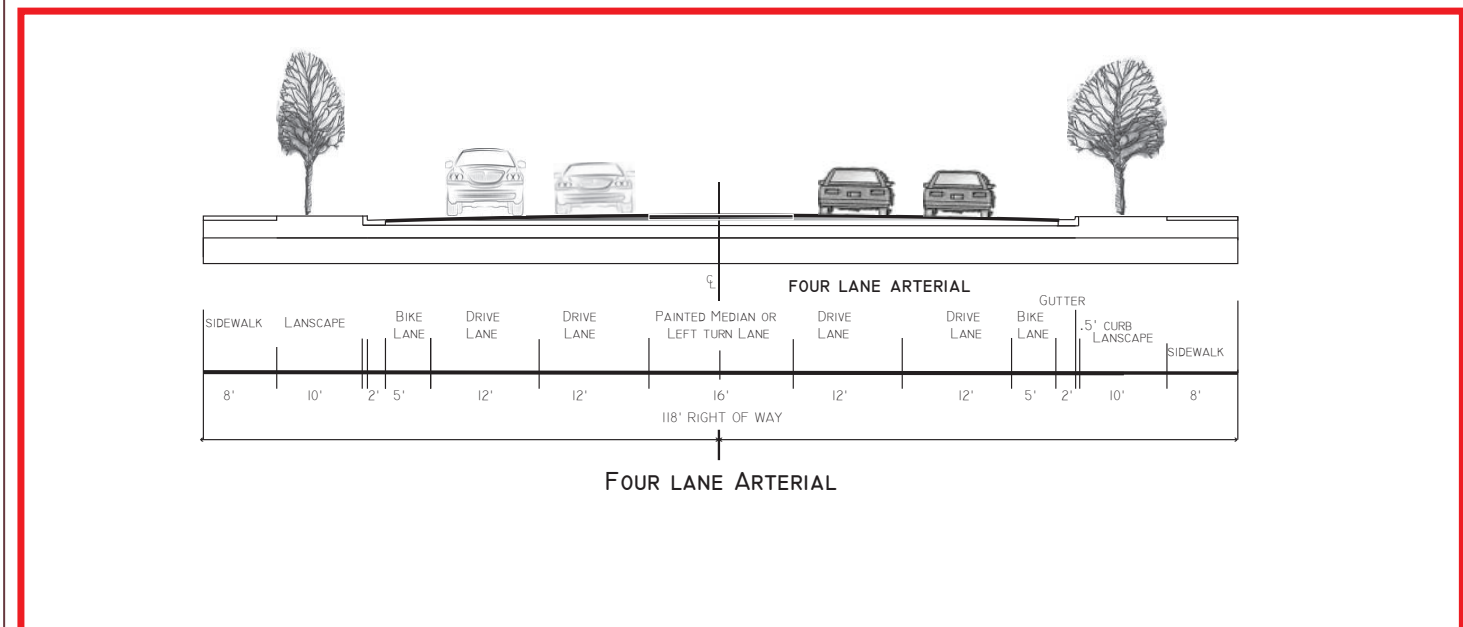 ℄
FOUR LANE ARTERIAL
GUTTER
SIDEWALK LANSCAPE BIKE LANE DRIVE LANE DRIVE LANE PAINTED MEDIAN OR LEFT TURN LANE DRIVE LANE DRIVE LANE BIKE LANE .5' CURB LANSCAPE SIDEWALK
8' 10' 2' 5' 12' 12' 16' 12' 12' 5' 2' 10' 8'
118' RIGHT OF WAY
FOUR LANE ARTERIAL